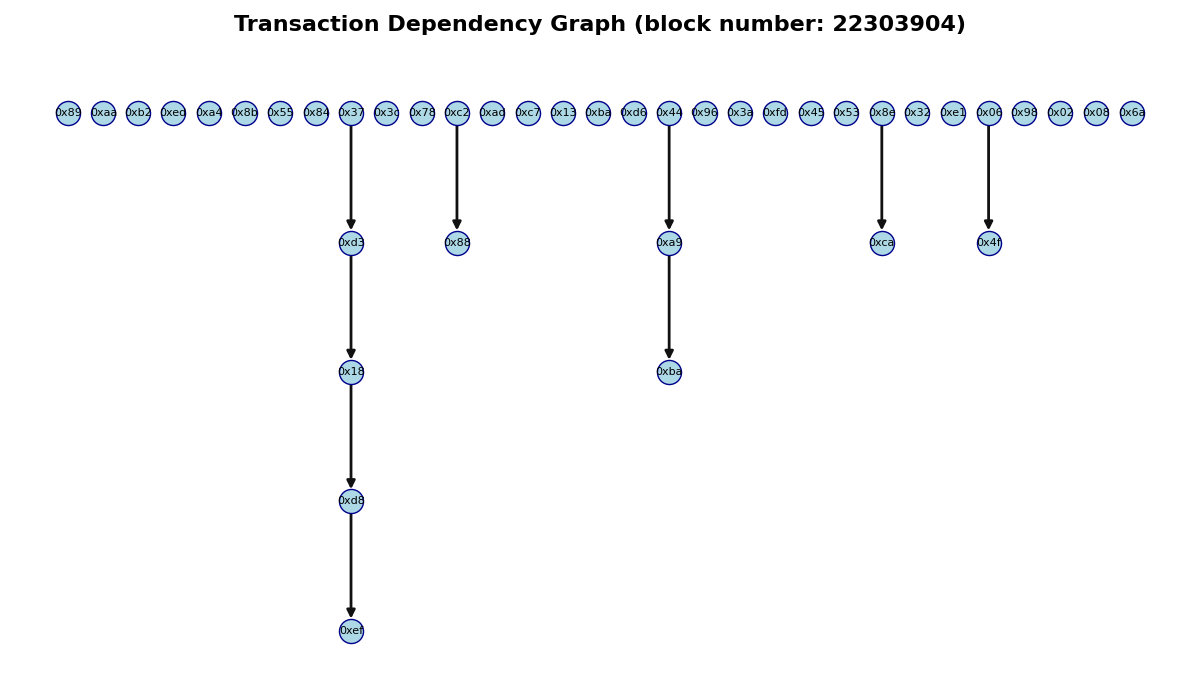 Transaction Dependency Graph (block number: 22303904)
0x89 0xaa 0xb2 0xed 0xa4 0x8b 0x55 0x84 0x37 0x3c 0x78 0xc2 0xad 0xc7 0x13 0xba 0xd6 0x44 0x96 0x3a 0xfd 0x45 0x53 0x8e 0x32 0xe1 0x06 0x98 0x02 0x08 0x6a
0xd3 0x88 0xa9 0xca 0x4f
0x18 0xba
0xd8
0xef